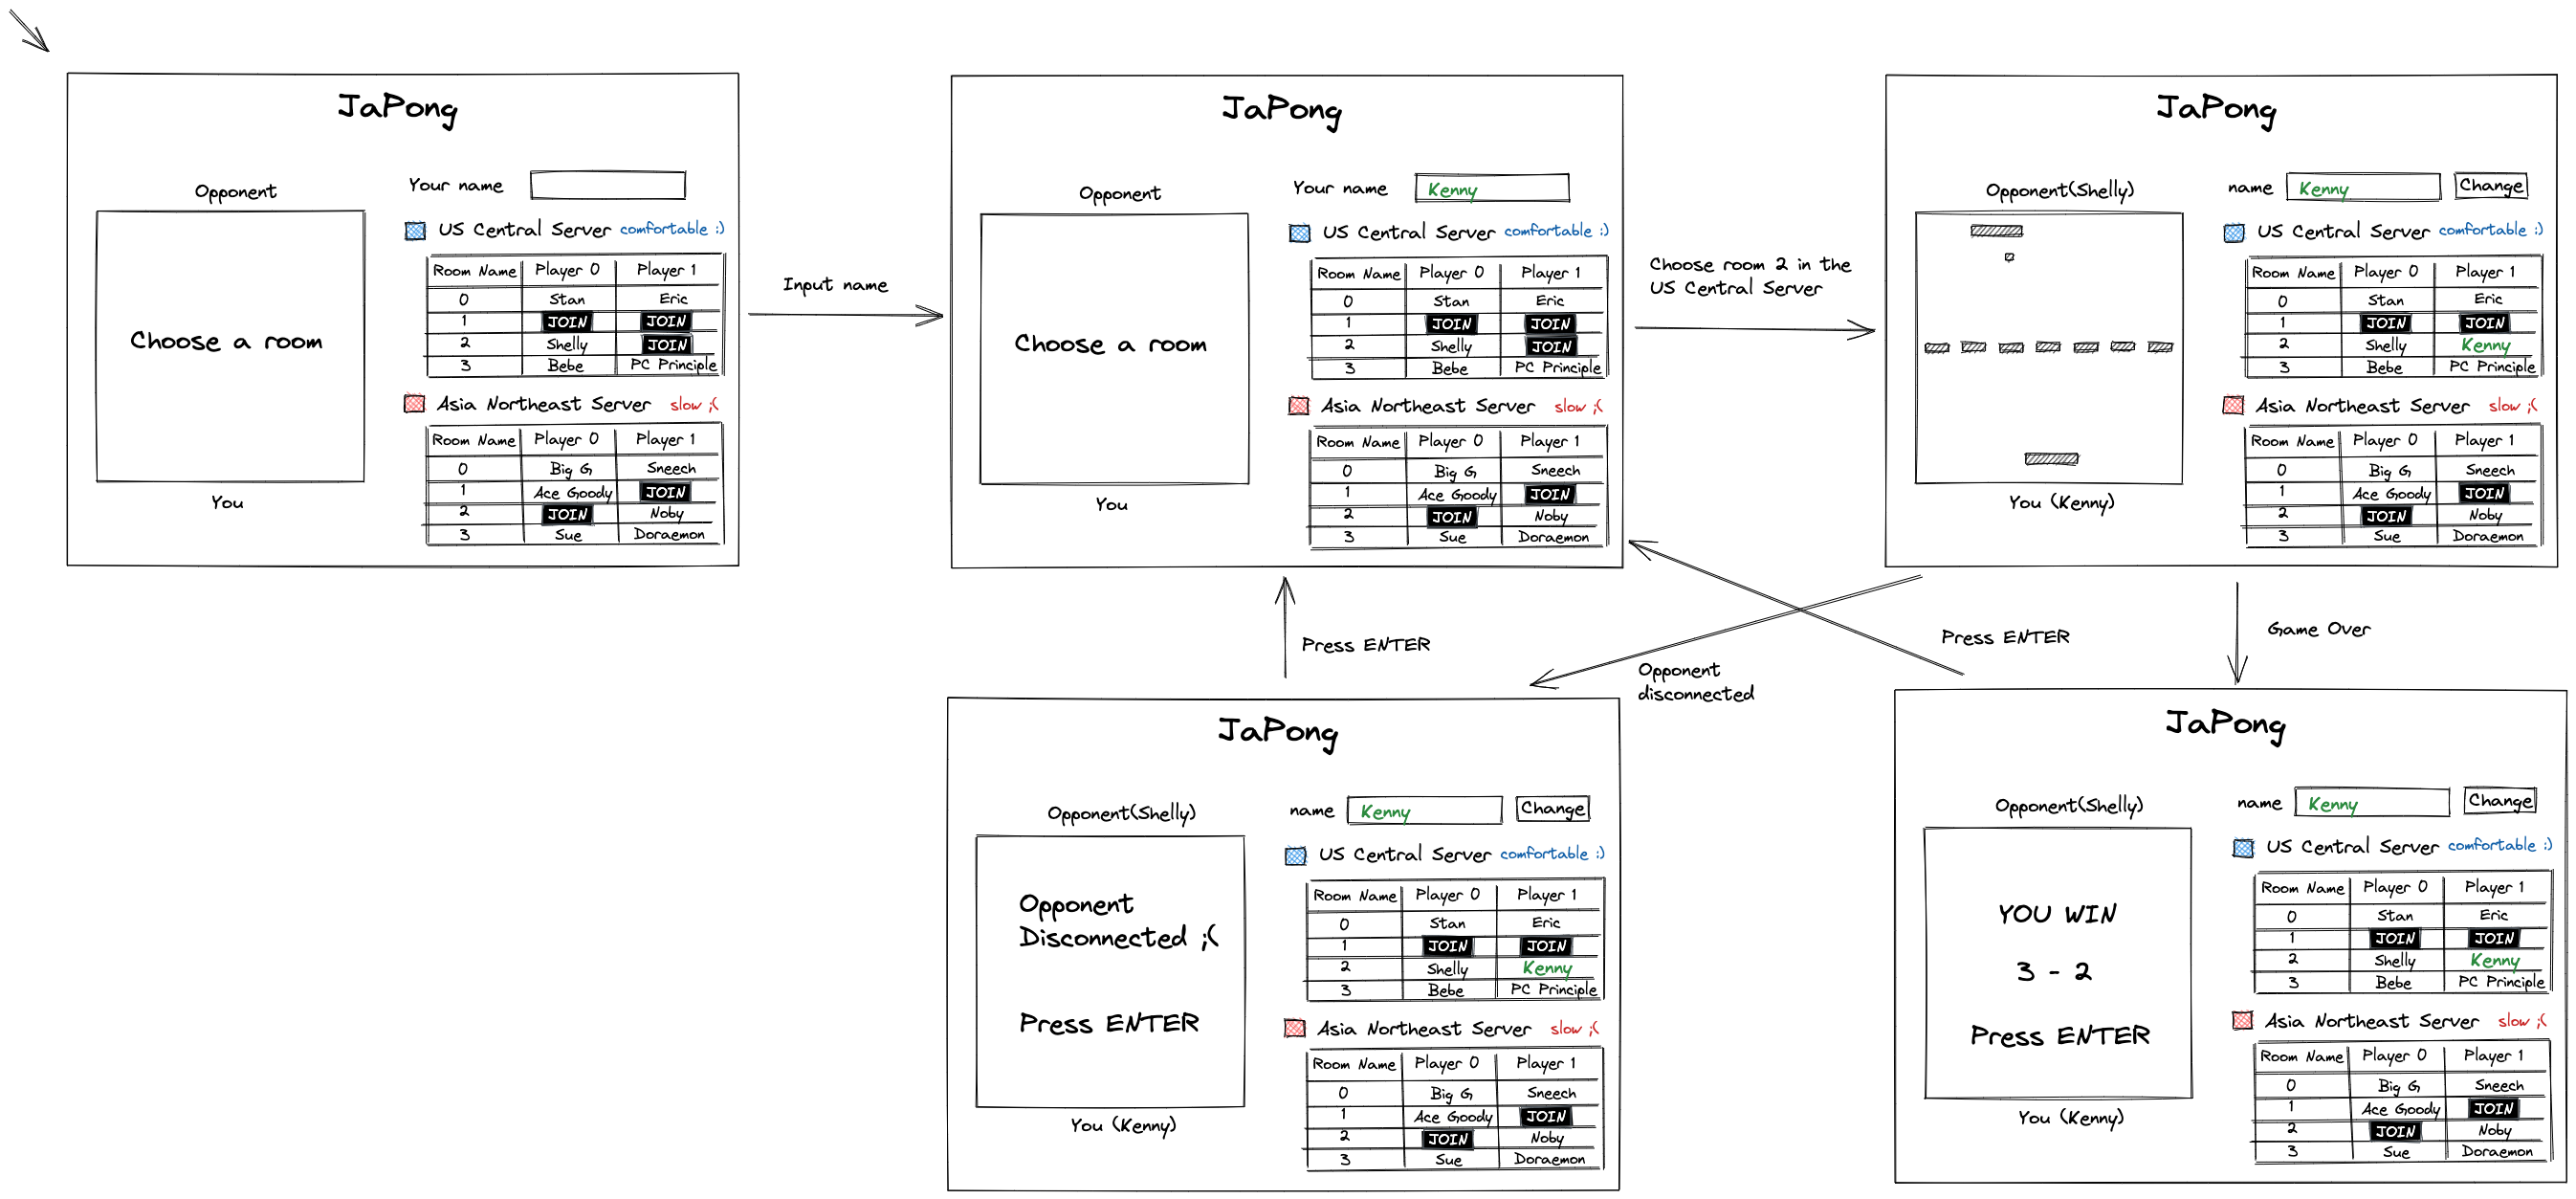 JaPong
Opponent
Choose a room
You
Your name
US Central Server comfortable :)
Room Name Player 0 Player 1
0 Stan Eric
1 JOIN JOIN
2 Shelly JOIN
3 Bebe PC Principle
Asia Northeast Server slow ;(
Room Name Player 0 Player 1
0 Big G Sneech
1 Ace Goody JOIN
2 JOIN Noby
3 Sue Doraemon
Input name
JaPong
Opponent
Choose a room
You
Your name Kenny
US Central Server comfortable :)
Room Name Player 0 Player 1
0 Stan Eric
1 JOIN JOIN
2 Shelly JOIN
3 Bebe PC Principle
Asia Northeast Server slow ;(
Room Name Player 0 Player 1
0 Big G Sneech
1 Ace Goody JOIN
2 JOIN Noby
3 Sue Doraemon
Choose room 2 in the
US Central Server
JaPong
Opponent(Shelly)
You (Kenny)
name Kenny Change
US Central Server comfortable :)
Room Name Player 0 Player 1
0 Stan Eric
1 JOIN JOIN
2 Shelly Kenny
3 Bebe PC Principle
Asia Northeast Server slow ;(
Room Name Player 0 Player 1
0 Big G Sneech
1 Ace Goody JOIN
2 JOIN Noby
3 Sue Doraemon
Press ENTER
Opponent
disconnected
Press ENTER
Game Over
JaPong
Opponent(Shelly)
Opponent
Disconnected ;(
Press ENTER
You (Kenny)
name Kenny Change
US Central Server comfortable :)
Room Name Player 0 Player 1
0 Stan Eric
1 JOIN JOIN
2 Shelly Kenny
3 Bebe PC Principle
Asia Northeast Server slow ;(
Room Name Player 0 Player 1
0 Big G Sneech
1 Ace Goody JOIN
2 JOIN Noby
3 Sue Doraemon
JaPong
Opponent(Shelly)
YOU WIN
3 - 2
Press ENTER
You (Kenny)
name Kenny Change
US Central Server comfortable :)
Room Name Player 0 Player 1
0 Stan Eric
1 JOIN JOIN
2 Shelly Kenny
3 Bebe PC Principle
Asia Northeast Server slow ;(
Room Name Player 0 Player 1
0 Big G Sneech
1 Ace Goody JOIN
2 JOIN Noby
3 Sue Doraemon